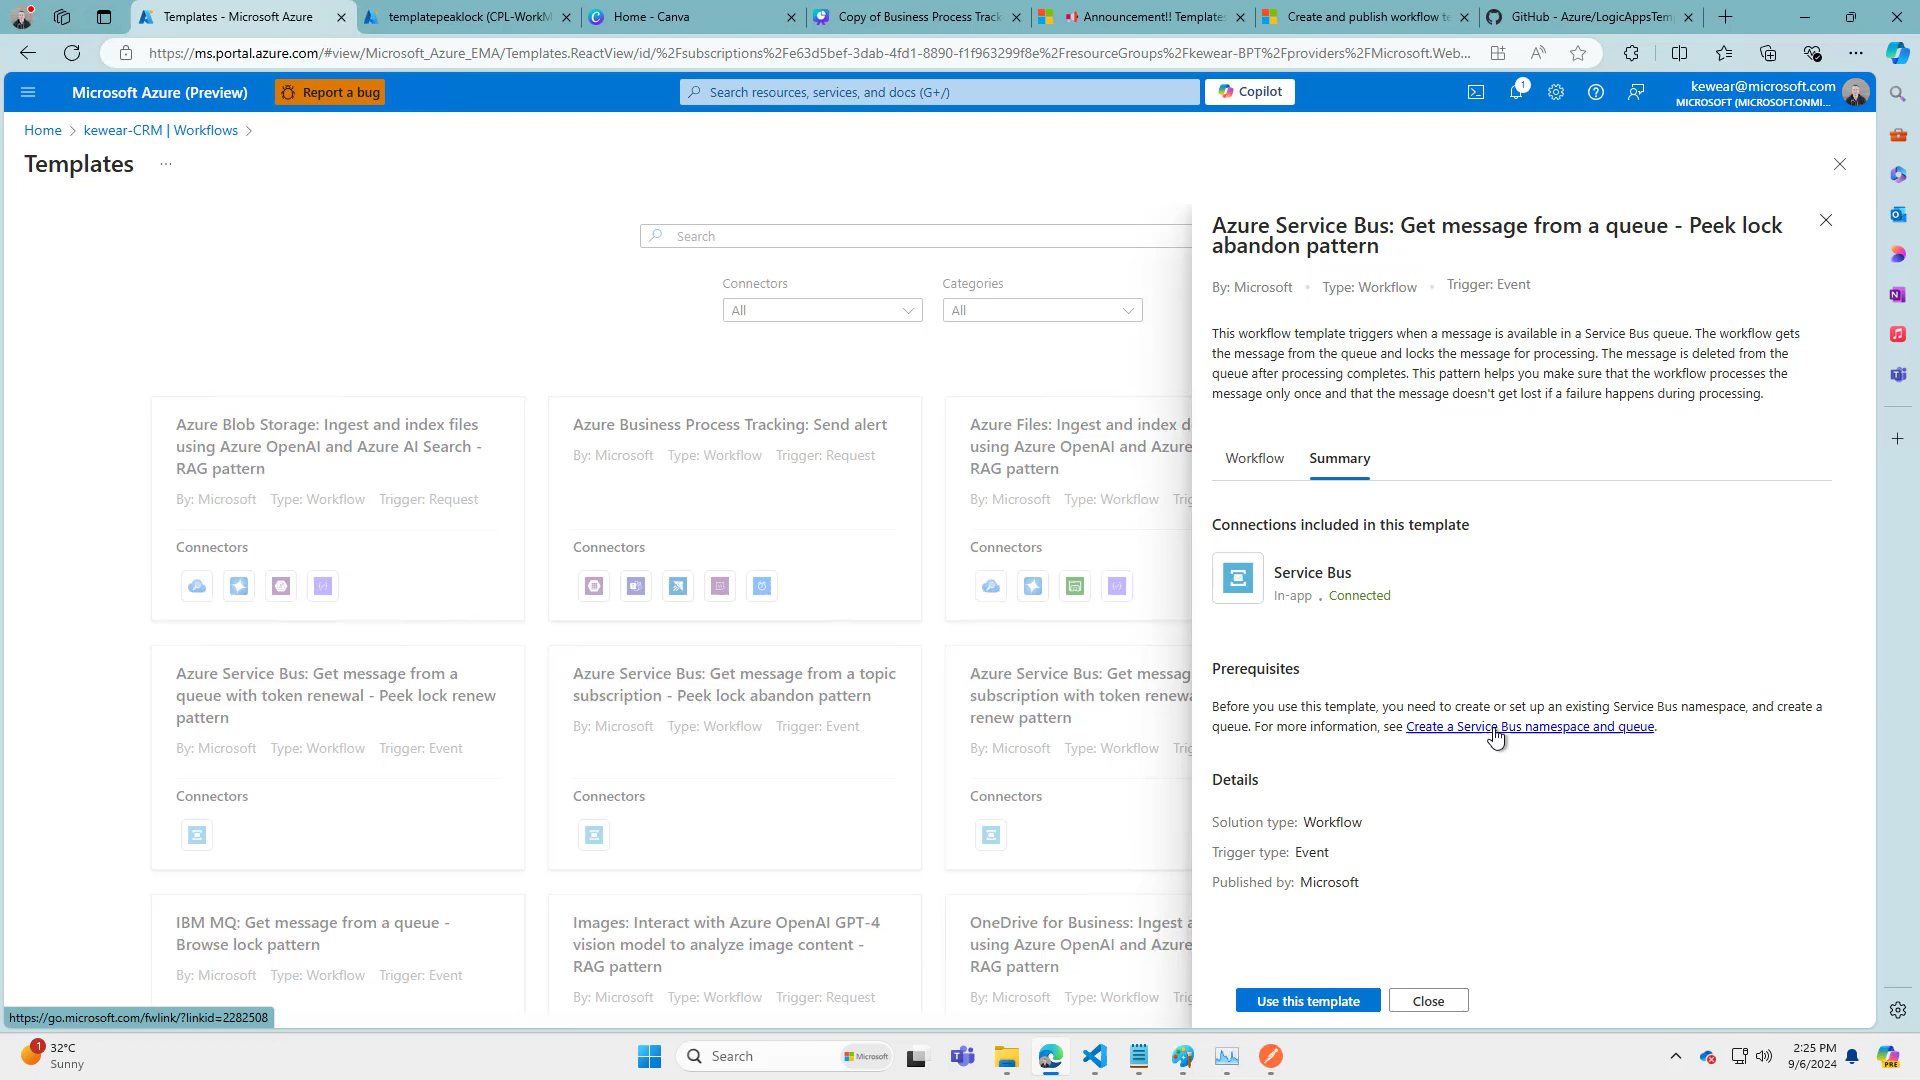 Templates - Microsoft Azure
templatepeaklock (CPL-WorkM
Home - Canva
Copy of Business Process Track
Announcement!! Templates
Create and publish workflow te
GitHub - Azure/LogicAppsTem
https://ms.portal.azure.com/#view/Microsoft_Azure_EMA/Templates.ReactView/id/%2Fsubscriptions%2Fe63d5bef-3dab-4fd1-8890-f1f963299f8e%2FresourceGroups%2Fkewear-BPT%2Fproviders%2FMicrosoft.Web...
Microsoft Azure (Preview)
Report a bug
Search resources, services, and docs (G+/)
Copilot
1
kewear@microsoft.com
MICROSOFT (MICROSOFT.ONMI...
Home > kewear-CRM | Workflows >
Templates ...
Search
Connectors
All
Categories
All
Azure Blob Storage: Ingest and index files
using Azure OpenAI and Azure AI Search -
RAG pattern
By: Microsoft Type: Workflow Trigger: Request
Connectors
Azure Business Process Tracking: Send alert
By: Microsoft Type: Workflow Trigger: Request
Connectors
Azure Files: Ingest and index d
using Azure OpenAI and Azure
RAG pattern
By: Microsoft Type: Workflow Trig
Connectors
Azure Service Bus: Get message from a
queue with token renewal - Peek lock renew
pattern
By: Microsoft Type: Workflow Trigger: Event
Connectors
Azure Service Bus: Get message from a topic
subscription - Peek lock abandon pattern
By: Microsoft Type: Workflow Trigger: Event
Connectors
Azure Service Bus: Get messag
subscription with token renewa
renew pattern
By: Microsoft Type: Workflow Trig
Connectors
IBM MQ: Get message from a queue -
Browse lock pattern
By: Microsoft Type: Workflow Trigger: Event
Images: Interact with Azure OpenAI GPT-4
vision model to analyze image content -
RAG pattern
By: Microsoft Type: Workflow Trigger: Request
OneDrive for Business: Ingest a
using Azure OpenAI and Azure
RAG pattern
By: Microsoft Type: Workflow Trig
Azure Service Bus: Get message from a queue - Peek lock
abandon pattern
By: Microsoft • Type: Workflow • Trigger: Event
This workflow template triggers when a message is available in a Service Bus queue. The workflow gets
the message from the queue and locks the message for processing. The message is deleted from the
queue after processing completes. This pattern helps you make sure that the workflow processes the
message only once and that the message doesn't get lost if a failure happens during processing.
Workflow
Summary
Connections included in this template
Service Bus
In-app . Connected
Prerequisites
Before you use this template, you need to create or set up an existing Service Bus namespace, and create a
queue. For more information, see Create a Service Bus namespace and queue.
Details
Solution type: Workflow
Trigger type: Event
Published by: Microsoft
Use this template
Close
https://go.microsoft.com/fwlink/?linkid=2282508
1
32°C
Sunny
Search
Microsoft
2:25 PM
9/6/2024
PRE